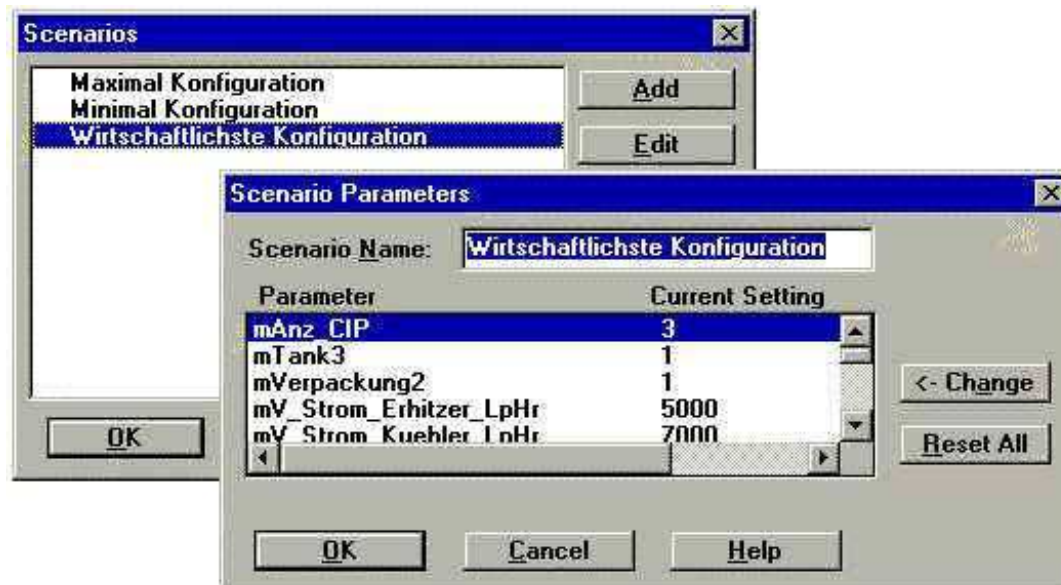 Scenarios
Maximal Konfiguration
Minimal Konfiguration
Wirtschaftlichste Konfiguration
Add
Edit
OK
Scenario Parameters
Scenario Name: Wirtschaftlichste Konfiguration
Parameter Current Setting
mAnz_CIP 3
mTank3 1
mVerpackung2 1
mV_Strom_Erhitzer_LpHr 5000
mV_Strom_Kuehler_LpHr 7000
<- Change
Reset All
OK Cancel Help